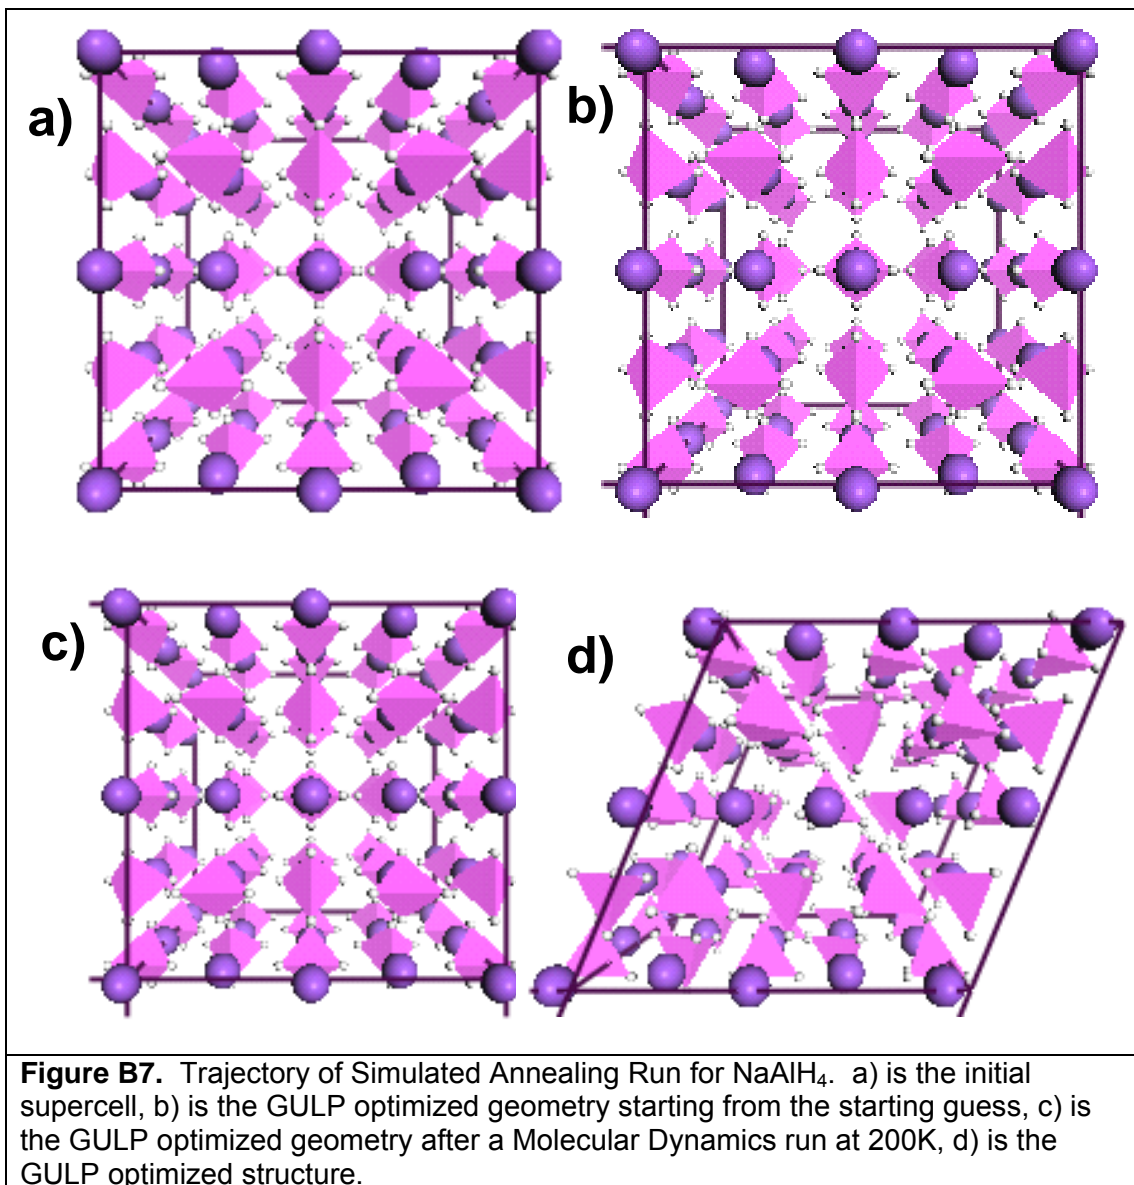 a)
b)
c)
d)
Figure B7. Trajectory of Simulated Annealing Run for NaAlH₄. a) is the initial
supercell, b) is the GULP optimized geometry starting from the starting guess, c) is
the GULP optimized geometry after a Molecular Dynamics run at 200K, d) is the
GULP optimized structure.